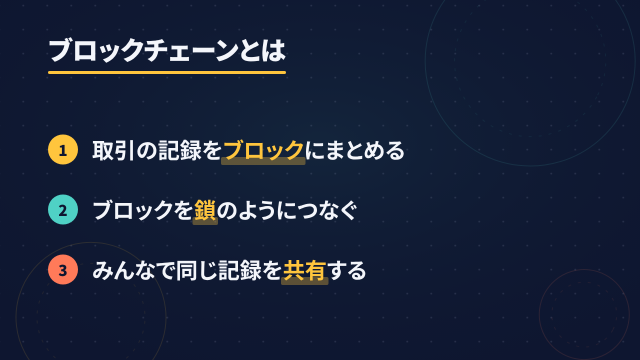 ブロックチェーンとは
1 取引の記録をブロックにまとめる
2 ブロックを鎖のようにつなぐ
3 みんなで同じ記録を共有する